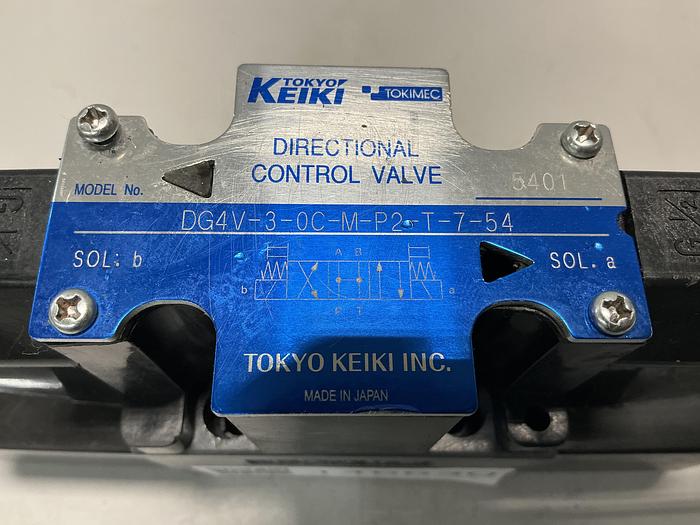 TOKYO
KEIKI TOKIMEC
DIRECTIONAL
CONTROL VALVE
MODEL No. 5401
DG4V-3-0C-M-P2-T-7-54
SOL: b SOL. a
A B
b a
P T
TOKYO KEIKI INC.
MADE IN JAPAN